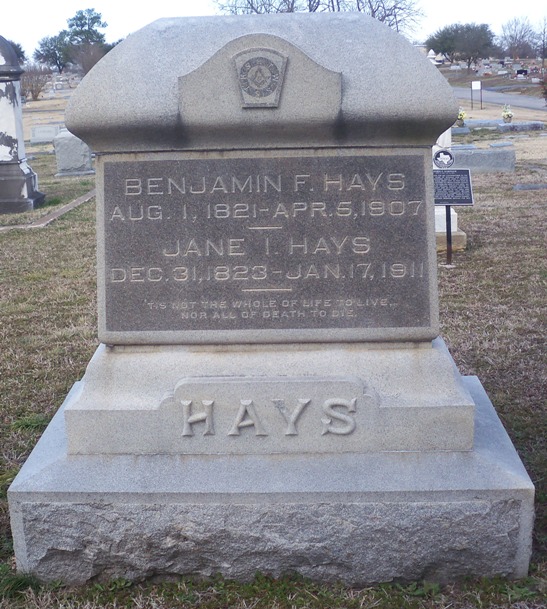 BENJAMIN F. HAYS
AUG. 1, 1821-APR. 5, 1907
JANE I. HAYS
DEC. 31, 1823-JAN. 17, 1911
'TIS NOT THE WHOLE OF LIFE TO LIVE,
NOR ALL OF DEATH TO DIE.
HAYS